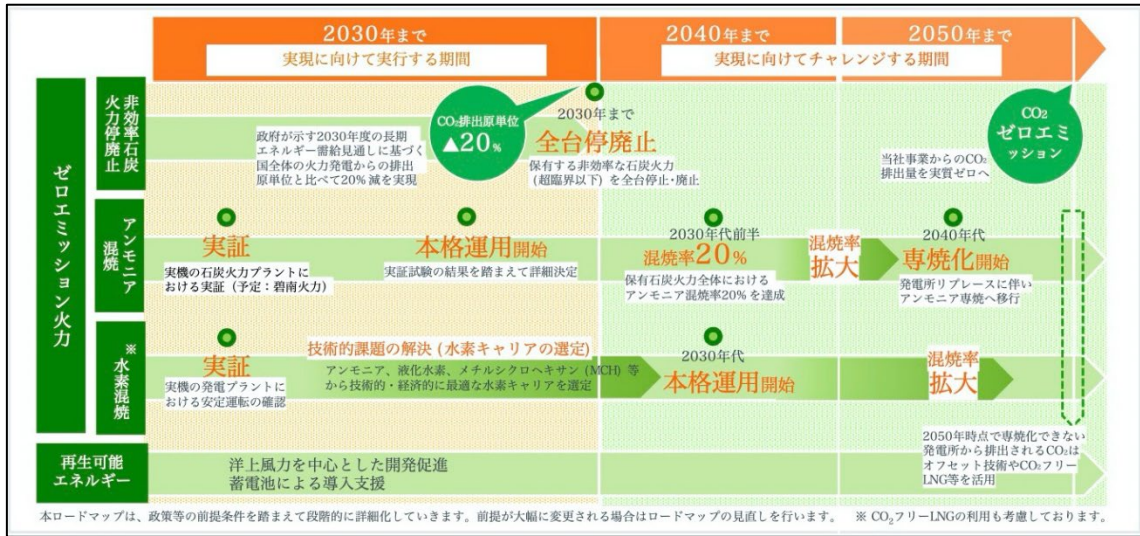 2030年まで
実現に向けて実行する期間
2040年まで
2050年まで
実現に向けてチャレンジする期間
ゼロエミッション火力
非効率石炭
火力停廃止
政府が示す2030年度の長期
エネルギー需給見通しに基づく
国全体の火力発電からの排出
原単位と比べて20%減を実現
CO₂排出原単位
▲20%
2030年まで
全台停廃止
保有する非効率な石炭火力
(超臨界以下)を全台停止・廃止
当社事業からのCO₂
排出量を実質ゼロへ
CO₂
ゼロエミ
ッション
アンモニア
混焼
実証
実機の石炭火力プラントに
おける実証（予定：碧南火力）
本格運用開始
実証試験の結果を踏まえて詳細決定
2030年代前半
混焼率20%
保有石炭火力全体における
アンモニア混焼率20%を達成
混焼率
拡大
2040年代
専焼化開始
発電所リプレースに伴い
アンモニア専焼へ移行
※水素混焼
実証
実機の発電プラントに
おける安定運転の確認
技術的課題の解決(水素キャリアの選定)
アンモニア、液化水素、メチルシクロヘキサン(MCH)等
から技術的・経済的に最適な水素キャリアを選定
2030年代
本格運用開始
混焼率
拡大
2050年時点で専焼化できない
発電所から排出されるCO₂は
オフセット技術やCO₂フリー
LNG等を活用
再生可能
エネルギー
洋上風力を中心とした開発促進
蓄電池による導入支援
本ロードマップは、政策等の前提条件を踏まえて段階的に詳細化していきます。前提が大幅に変更される場合はロードマップの見直しを行います。 ※ CO₂フリーLNGの利用も考慮しております。